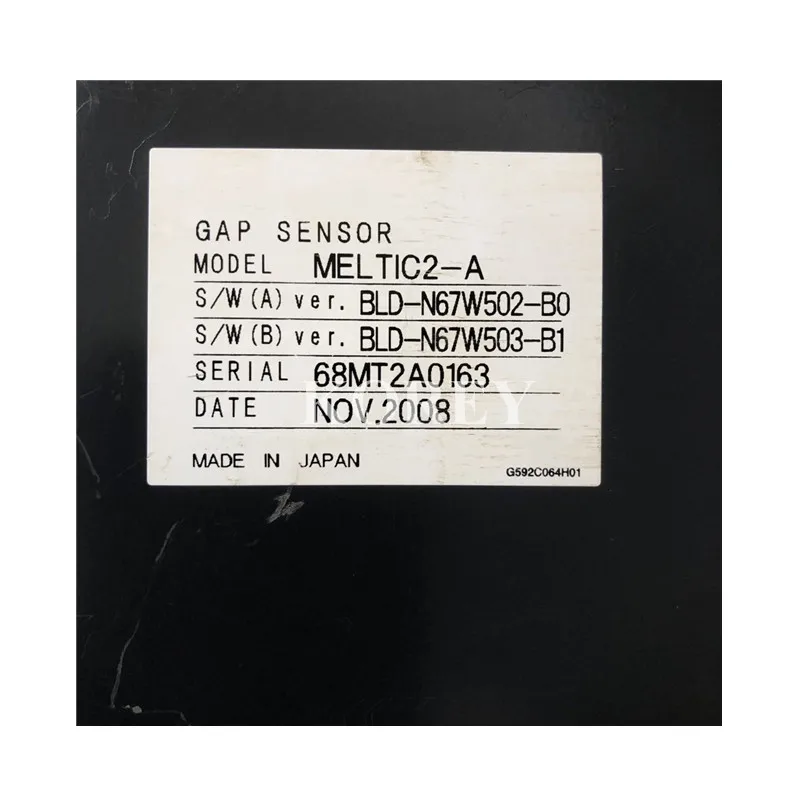 GAP SENSOR
MODEL MELTIC2-A
S/W(A) ver. BLD-N67W502-B0
S/W(B) ver. BLD-N67W503-B1
SERIAL 68MT2A0163
DATE NOV.2008
MADE IN JAPAN
G592C064H01